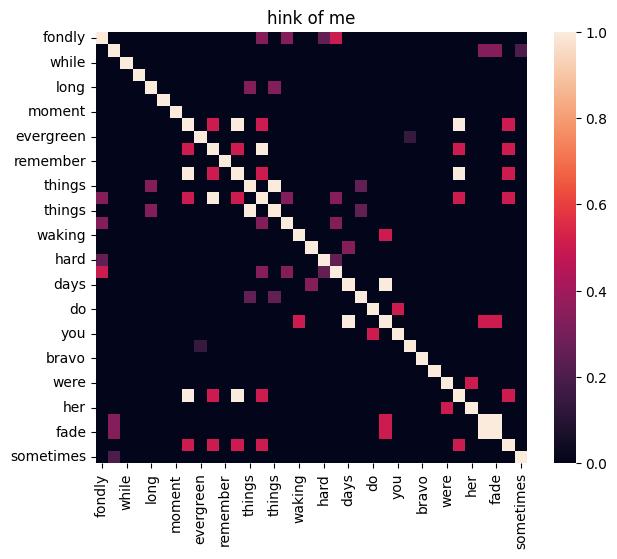 hink of me
fondly
while
long
moment
evergreen
remember
things
things
waking
hard
days
do
you
bravo
were
her
fade
sometimes
1.0
0.8
0.6
0.4
0.2
0.0
fondly
while
long
moment
evergreen
remember
things
things
waking
hard
days
do
you
bravo
were
her
fade
sometimes